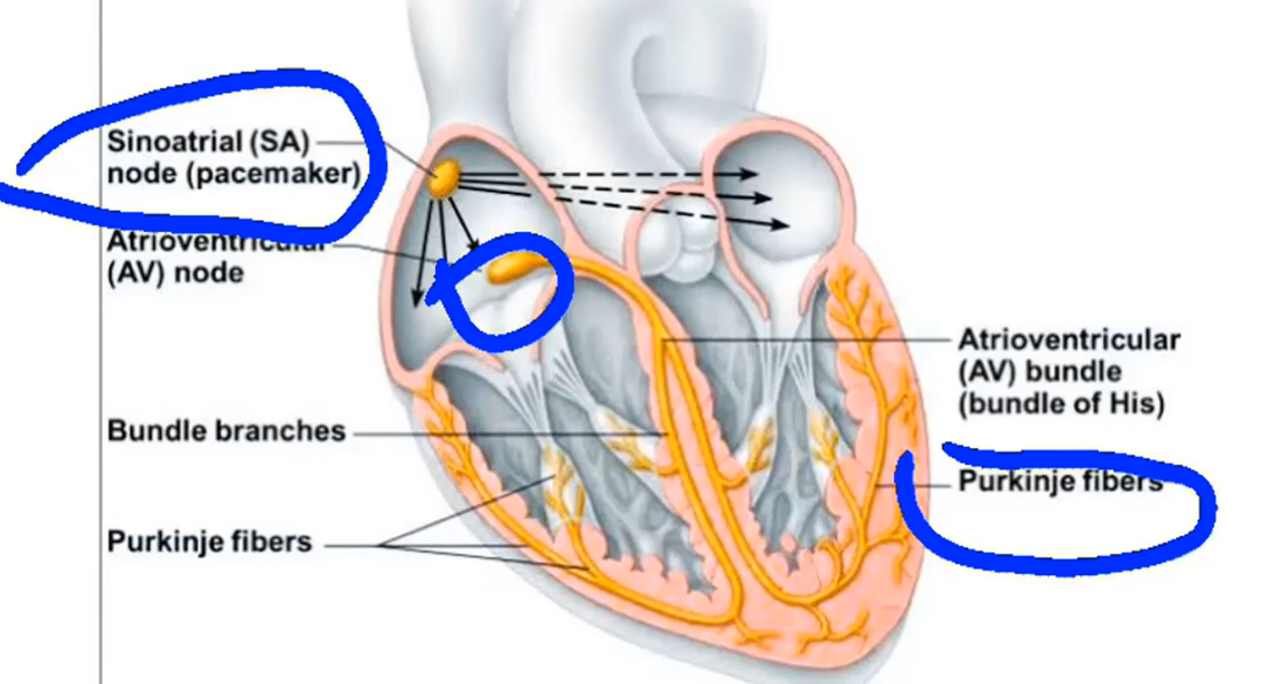 Sinoatrial (SA)
node (pacemaker)
Atrioventricular
(AV) node
Bundle branches
Purkinje fibers
Atrioventricular
(AV) bundle
(bundle of His)
Purkinje fibers